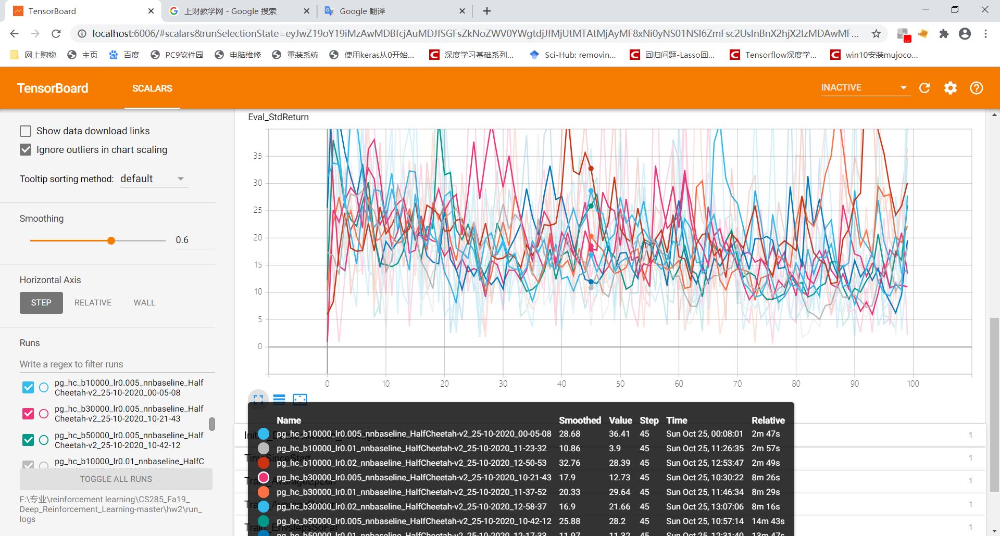 TensorBoard
上财教学网 - Google 搜索
Google 翻译
localhost:6006/#scalars&runSelectionState=eyJwZ19oY19iMzAwMDBfcjAuMDJfSGFsZkNoZWV0YWgtdjJfMjUtMTAtMjAyMF8xNi0yNS01NSI6ZmFsc2UsInBnX2hjX2IzMDAwMF...
网上购物
主页
百度
PC9软件园
电脑维修
重装系统
使用keras从0开始...
深度学习基础系列...
Sci-Hub: removin...
回归问题-Lasso回...
Tensorflow深度学...
win10安装mujoco...
TensorBoard
SCALARS
INACTIVE
Show data download links
Ignore outliers in chart scaling
Tooltip sorting method: default
Smoothing
0.6
Horizontal Axis
STEP RELATIVE WALL
Runs
Write a regex to filter runs
pg_hc_b10000_lr0.005_nnbaseline_Half
Cheetah-v2_25-10-2020_00-05-08
pg_hc_b30000_lr0.005_nnbaseline_Half
Cheetah-v2_25-10-2020_10-21-43
pg_hc_b50000_lr0.005_nnbaseline_Half
Cheetah-v2_25-10-2020_10-42-12
pg_hc_b10000_lr0.01_nnbaseline_HalfC
TOGGLE ALL RUNS
F:\专业\reinforcement learning\CS285_Fa19_
Deep_Reinforcement_Learning-master\hw2\run_
logs
Eval_StdReturn
35
30
25
20
15
10
5
0
0 10 20 30 40 50 60 70 80 90 100
Name Smoothed Value Step Time Relative
pg_hc_b10000_lr0.005_nnbaseline_HalfCheetah-v2_25-10-2020_00-05-08 28.68 36.41 45 Sun Oct 25, 00:08:01 2m 47s
pg_hc_b10000_lr0.01_nnbaseline_HalfCheetah-v2_25-10-2020_11-23-32 10.86 3.9 45 Sun Oct 25, 11:26:35 2m 57s
pg_hc_b10000_lr0.02_nnbaseline_HalfCheetah-v2_25-10-2020_12-50-53 32.76 28.39 45 Sun Oct 25, 12:53:47 2m 49s
pg_hc_b30000_lr0.005_nnbaseline_HalfCheetah-v2_25-10-2020_10-21-43 17.9 12.73 45 Sun Oct 25, 10:30:22 8m 26s
pg_hc_b30000_lr0.01_nnbaseline_HalfCheetah-v2_25-10-2020_11-37-52 20.33 29.64 45 Sun Oct 25, 11:46:34 8m 29s
pg_hc_b30000_lr0.02_nnbaseline_HalfCheetah-v2_25-10-2020_12-58-37 16.9 21.66 45 Sun Oct 25, 13:07:06 8m 16s
pg_hc_b50000_lr0.005_nnbaseline_HalfCheetah-v2_25-10-2020_10-42-12 25.88 28.2 45 Sun Oct 25, 10:57:14 14m 43s
pg_hc_b50000_lr0.01_nnbaseline_HalfCheetah-v2_25-10-2020_12-17-33 11.97 11.32 45 Sun Oct 25, 12:31:40 13m 47s
1
1
1
1
1